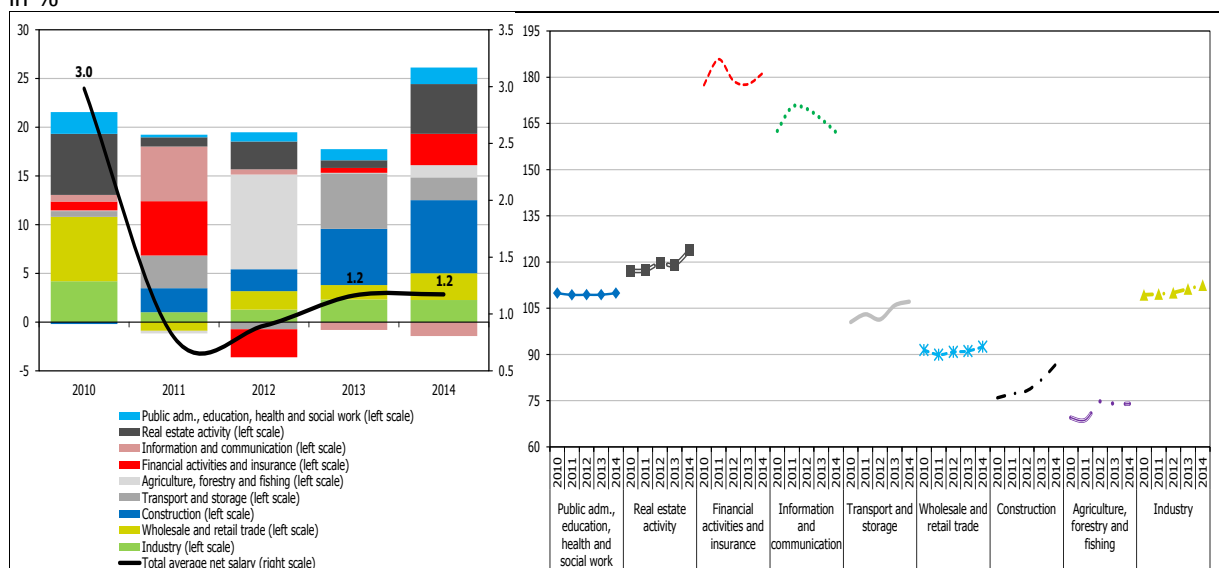 in %
30
25
20
15
10
5
0
-5
3.5
3.0
2.5
2.0
1.5
1.0
0.5
3.0
1.2
1.2
2010 2011 2012 2013 2014
Public adm., education, health and social work (left scale)
Real estate activity (left scale)
Information and communication (left scale)
Financial activities and insurance (left scale)
Agriculture, forestry and fishing (left scale)
Transport and storage (left scale)
Construction (left scale)
Wholesale and retail trade (left scale)
Industry (left scale)
Total average net salary (right scale)
195
180
165
150
135
120
105
90
75
60
2010 2011 2012 2013 2014 2010 2011 2012 2013 2014 2010 2011 2012 2013 2014 2010 2011 2012 2013 2014 2010 2011 2012 2013 2014 2010 2011 2012 2013 2014 2010 2011 2012 2013 2014 2010 2011 2012 2013 2014 2010 2011 2012 2013 2014
Public adm.,
education,
health and
social work
Real estate
activity
Financial
activities and
insurance
Information
and
communication
Transport and
storage
Wholesale and
retail trade
Construction
Agriculture,
forestry and
fishing
Industry